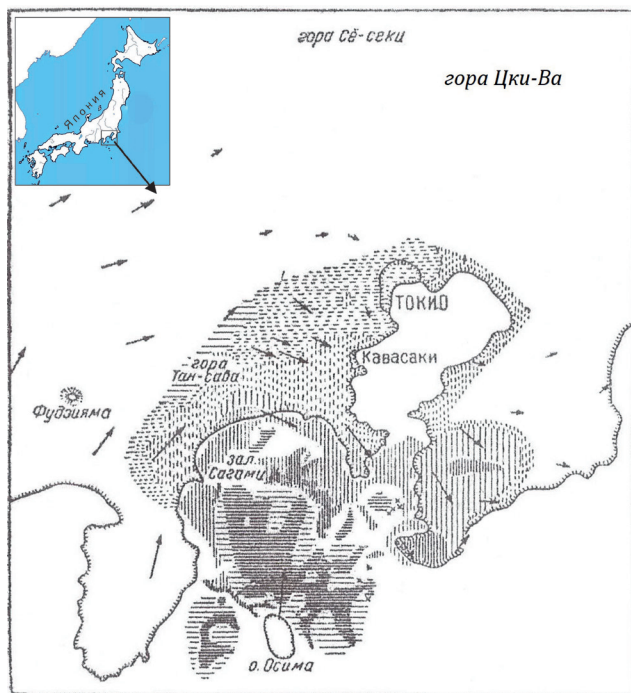 гора Сё-секи
гора Цки-Ва
Япония
ТОКИО
Кавасаки
гора
Тан-сава
Фудзияма
зал.
Сагами
о. Осима